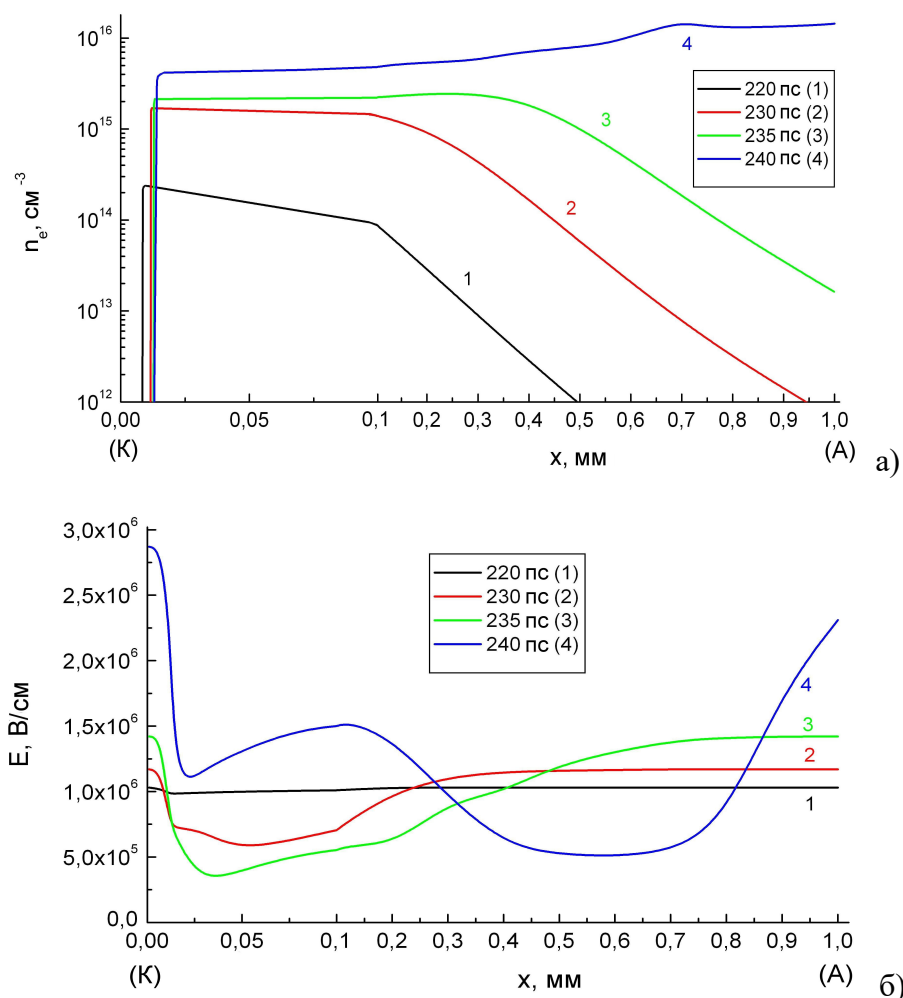 10^16
10^15
10^14
10^13
10^12
n_e, см^-3
4
3
2
1
220 пс (1)
230 пс (2)
235 пс (3)
240 пс (4)
0,00 0,05 0,1 0,2 0,3 0,4 0,5 0,6 0,7 0,8 0,9 1,0
(К) x, мм (А) а)
3,0x10^6
2,5x10^6
2,0x10^6
1,5x10^6
1,0x10^6
5,0x10^5
0,0
E, В/см
220 пс (1)
230 пс (2)
235 пс (3)
240 пс (4)
4
3
2
1
0,00 0,05 0,1 0,2 0,3 0,4 0,5 0,6 0,7 0,8 0,9 1,0
(К) x, мм (А) б)